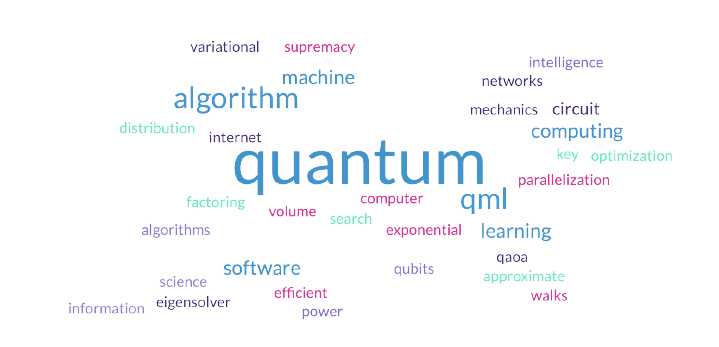 variational supremacy
intelligence
machine
networks
algorithm
mechanics circuit
distribution
computing
internet
quantum
key optimization
parallelization
factoring
computer
qml
volume
search
algorithms
exponential
learning
qaoa
software
qubits
approximate
science
efficient
walks
information
eigensolver
power